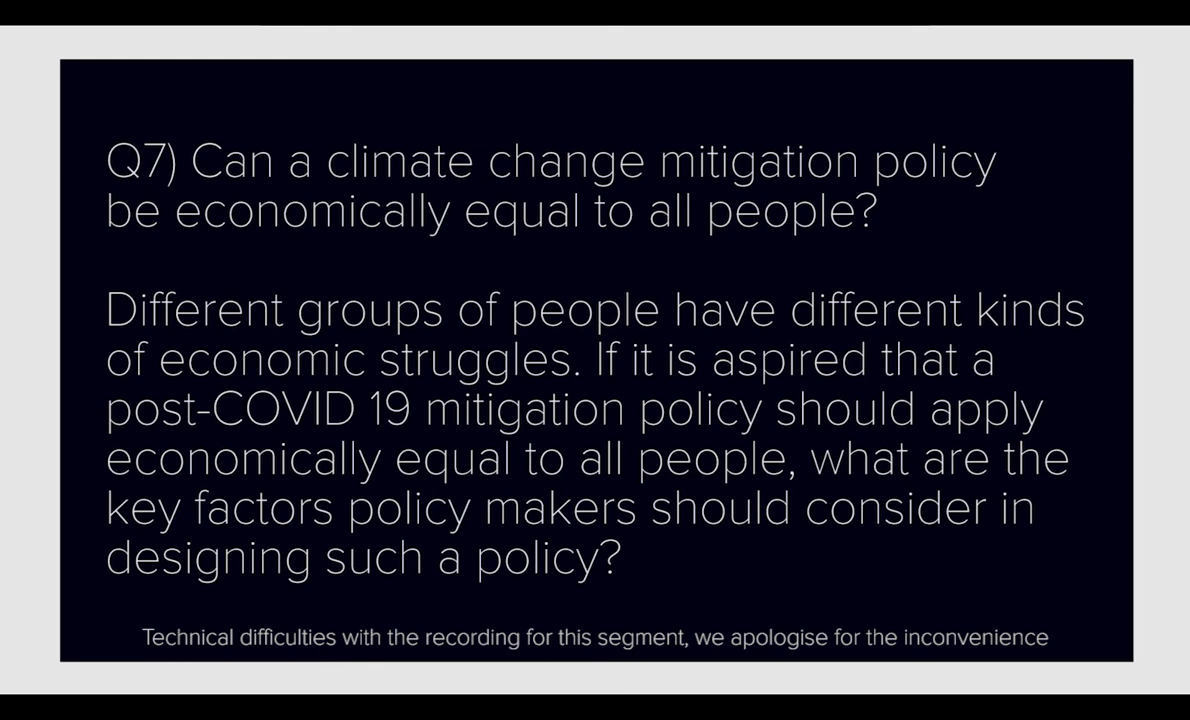 Q7) Can a climate change mitigation policy
be economically equal to all people?
Different groups of people have different kinds
of economic struggles. If it is aspired that a
post-COVID 19 mitigation policy should apply
economically equal to all people, what are the
key factors policy makers should consider in
designing such a policy?
Technical difficulties with the recording for this segment, we apologise for the inconvenience